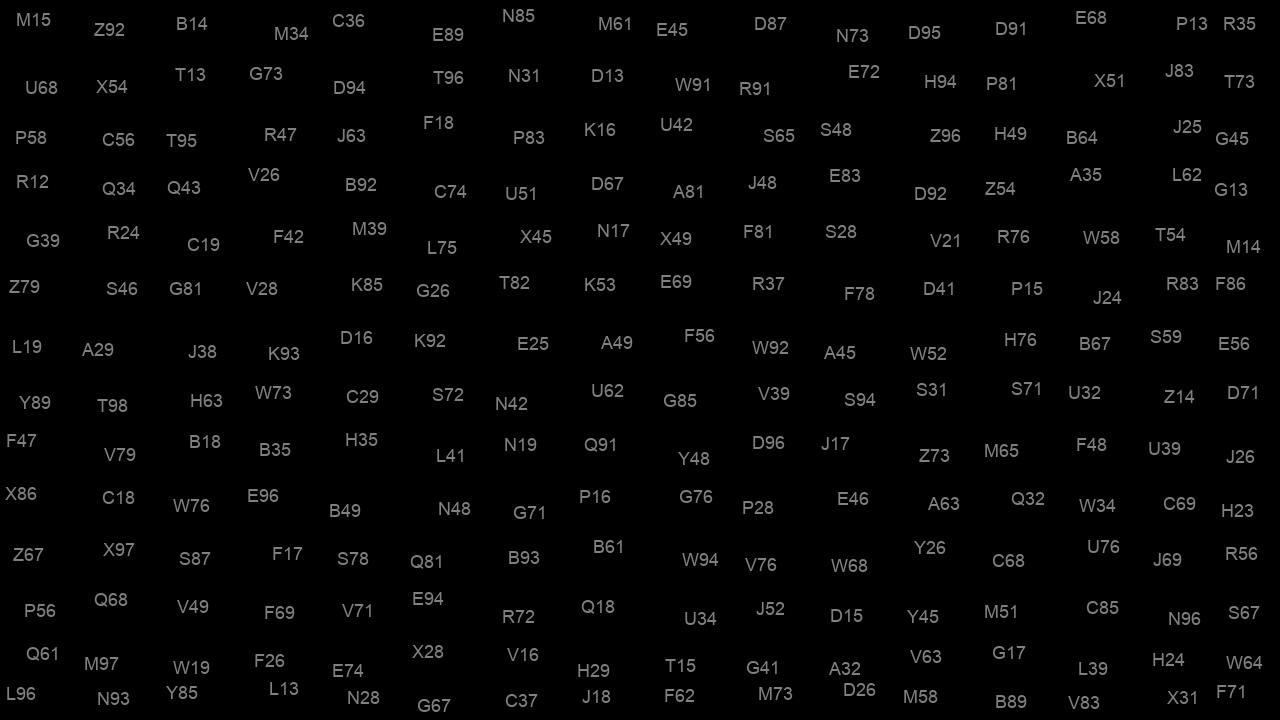 M15 Z92 B14 M34 C36 E89 N85 M61 E45 D87 N73 D95 D91 E68 P13 R35
U68 X54 T13 G73 D94 T96 N31 D13 W91 R91 E72 H94 P81 X51 J83 T73
P58 C56 T95 R47 J63 F18 P83 K16 U42 S65 S48 Z96 H49 B64 J25 G45
R12 Q34 Q43 V26 B92 C74 U51 D67 A81 J48 E83 D92 Z54 A35 L62 G13
G39 R24 C19 F42 M39 L75 X45 N17 X49 F81 S28 V21 R76 W58 T54 M14
Z79 S46 G81 V28 K85 G26 T82 K53 E69 R37 F78 D41 P15 J24 R83 F86
L19 A29 J38 K93 D16 K92 E25 A49 F56 W92 A45 W52 H76 B67 S59 E56
Y89 T98 H63 W73 C29 S72 N42 U62 G85 V39 S94 S31 S71 U32 Z14 D71
F47 V79 B18 B35 H35 L41 N19 Q91 Y48 D96 J17 Z73 M65 F48 U39 J26
X86 C18 W76 E96 B49 N48 G71 P16 G76 P28 E46 A63 Q32 W34 C69 H23
Z67 X97 S87 F17 S78 Q81 B93 B61 W94 V76 W68 Y26 C68 U76 J69 R56
P56 Q68 V49 F69 V71 E94 R72 Q18 U34 J52 D15 Y45 M51 C85 N96 S67
Q61 M97 W19 F26 E74 X28 V16 H29 T15 G41 A32 V63 G17 L39 H24 W64
L96 N93 Y85 L13 N28 G67 C37 J18 F62 M73 D26 M58 B89 V83 X31 F71